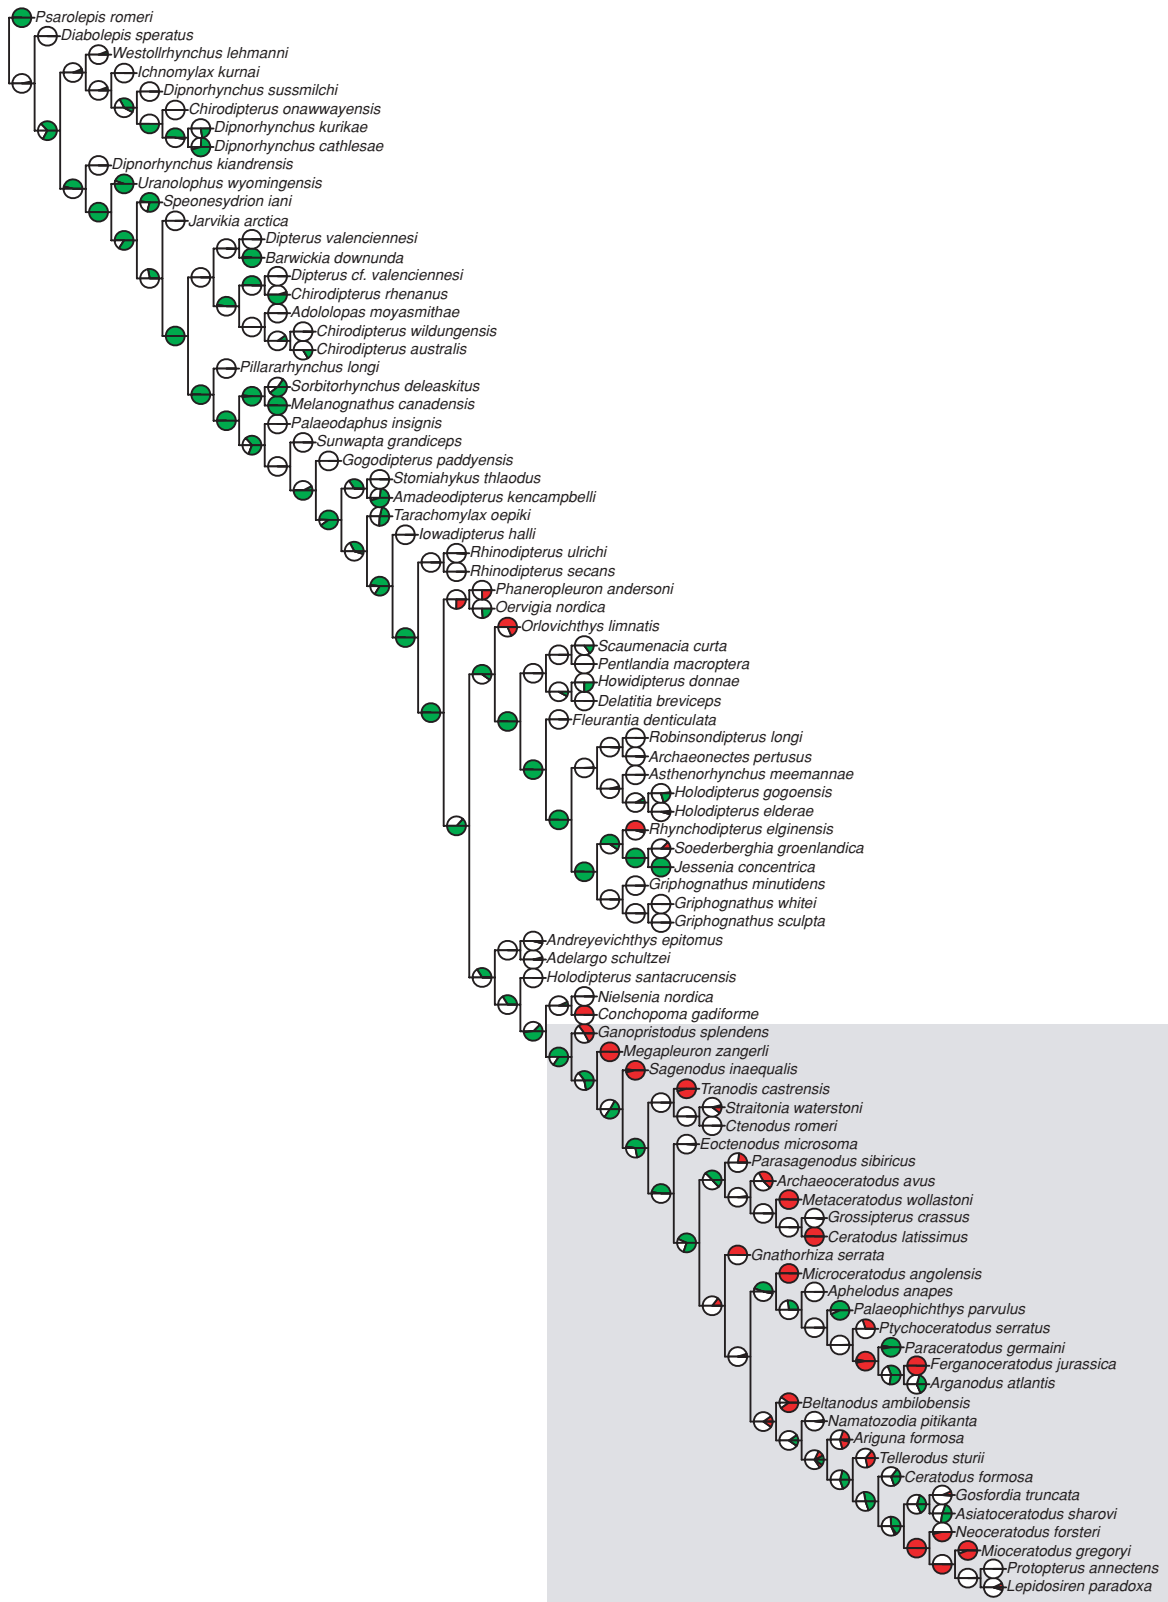 Psarolepis romeri
Diabolepis speratus
Westollrhynchus lehmanni
Ichnomylax kurnai
Dipnorhynchus sussmilchi
Chirodipterus onawwayensis
Dipnorhynchus kurikae
Dipnorhynchus cathlesae
Dipnorhynchus kiandrensis
Uranolophus wyomingensis
Speonesydrion iani
Jarvikia arctica
Dipterus valenciennesi
Barwickia downunda
Dipterus cf. valenciennesi
Chirodipterus rhenanus
Adololopas moyasmithae
Chirodipterus wildungensis
Chirodipterus australis
Pillararhynchus longi
Sorbitorhynchus deleaskitus
Melanognathus canadensis
Palaeodaphus insignis
Sunwapta grandiceps
Gogodipterus paddyensis
Stomiahykus thlaodus
Amadeodipterus kencampbelli
Tarachomylax oepiki
Iowadipterus halli
Rhinodipterus ulrichi
Rhinodipterus secans
Phaneropleuron andersoni
Oervigia nordica
Orlovichthys limnatis
Scaumenacia curta
Pentlandia macroptera
Howidipterus donnae
Delatitia breviceps
Fleurantia denticulata
Robinsondipterus longi
Archaeonectes pertusus
Asthenorhynchus meemannae
Holodipterus gogoensis
Holodipterus elderae
Rhynchodipterus elginensis
Soederberghia groenlandica
Jessenia concentrica
Griphognathus minutidens
Griphognathus whitei
Griphognathus sculpta
Andreyevichthys epitomus
Adelargo schultzei
Holodipterus santacrucensis
Nielsenia nordica
Conchopoma gadiforme
Ganopristodus splendens
Megapleuron zangerli
Sagenodus inaequalis
Tranodis castrensis
Straitonia waterstoni
Ctenodus romeri
Eoctenodus microsoma
Parasagenodus sibiricus
Archaeoceratodus avus
Metaceratodus wollastoni
Grossipterus crassus
Ceratodus latissimus
Gnathorhiza serrata
Microceratodus angolensis
Aphelodus anapes
Palaeophichthys parvulus
Ptychoceratodus serratus
Paraceratodus germaini
Ferganoceratodus jurassica
Arganodus atlantis
Beltanodus ambilobensis
Namatozodia pitikanta
Ariguna formosa
Tellerodus sturii
Ceratodus formosa
Gosfordia truncata
Asiatoceratodus sharovi
Neoceratodus forsteri
Mioceratodus gregoryi
Protopterus annectens
Lepidosiren paradoxa